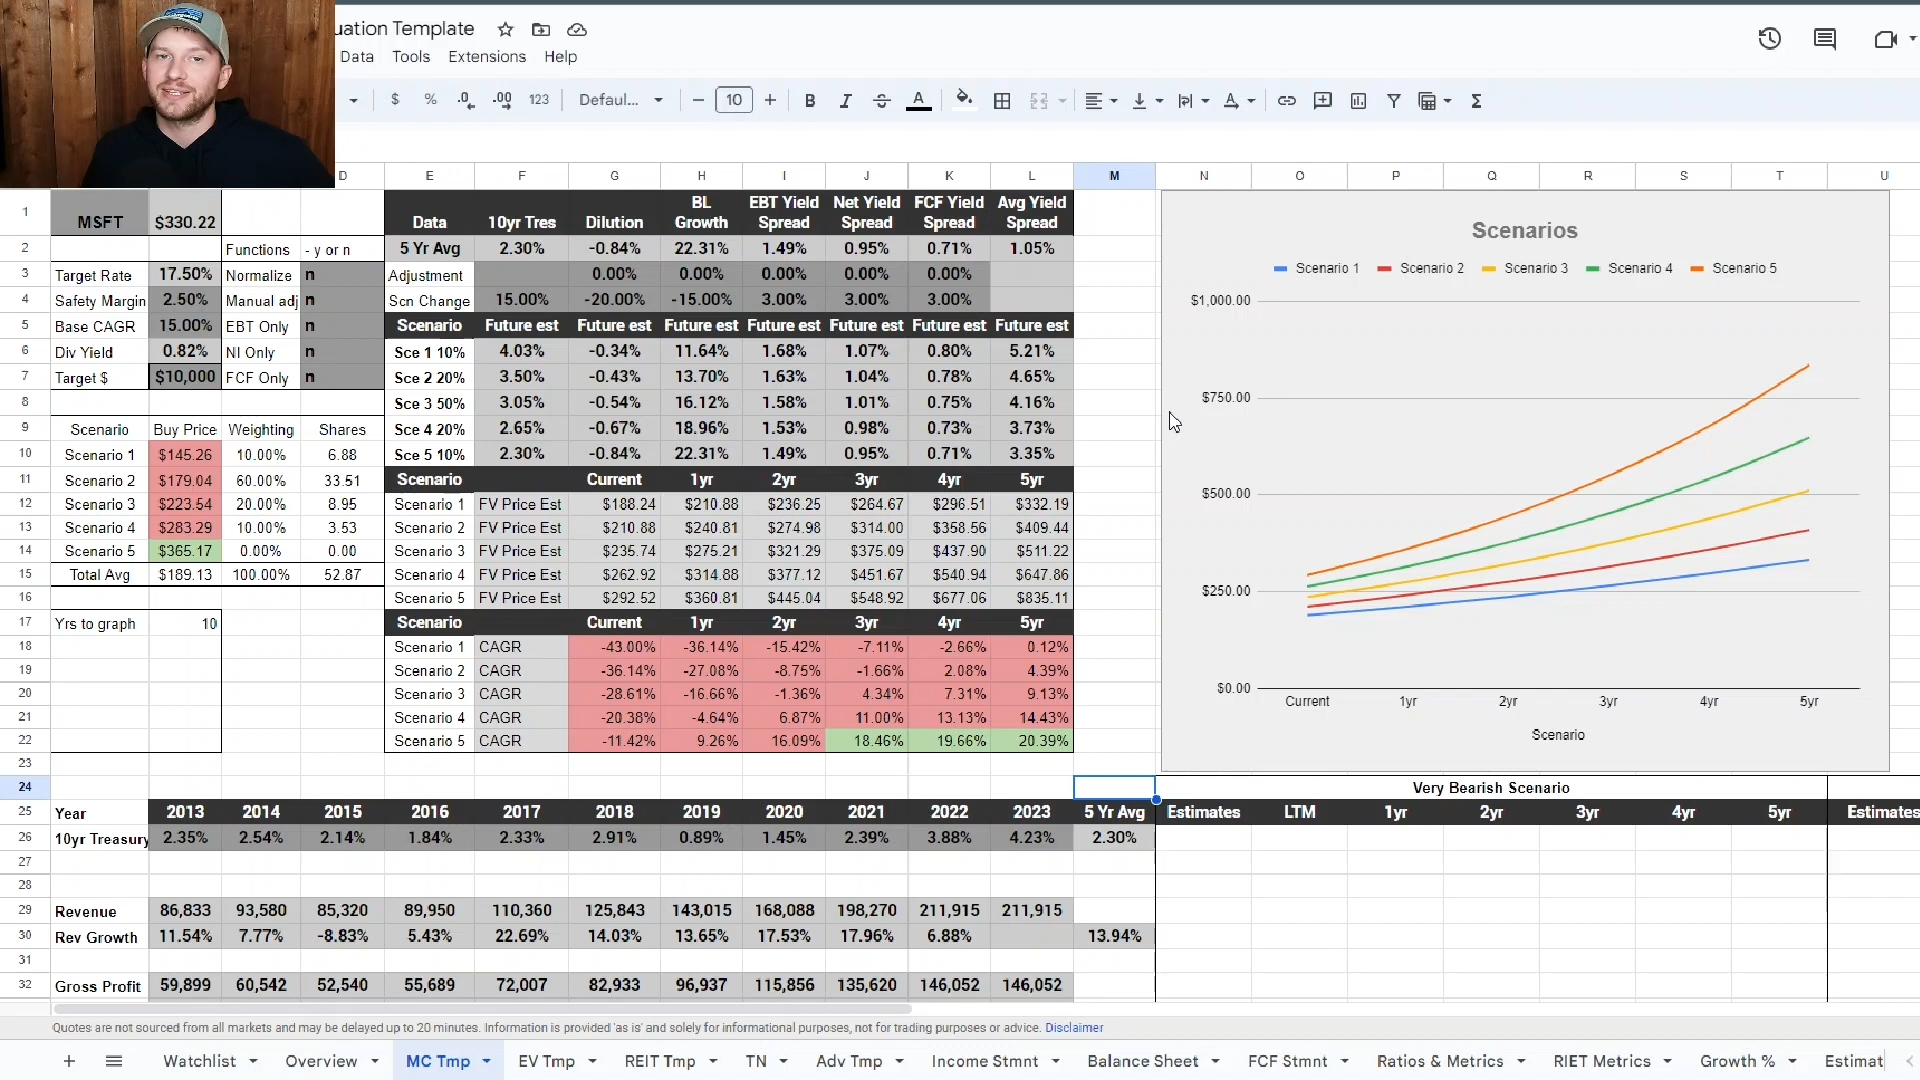 uation Template
Data Tools Extensions Help
$ % .0 .00 123 Defaul... 10 B I A Σ
D E F G H I J K L M N O P Q R S T U
1 MSFT $330.22 Data 10yr Tres Dilution BL Growth EBT Yield Spread Net Yield Spread FCF Yield Spread Avg Yield Spread
2 Functions - y or n 5 Yr Avg 2.30% -0.84% 22.31% 1.49% 0.95% 0.71% 1.05%
3 Target Rate 17.50% Normalize n Adjustment 0.00% 0.00% 0.00% 0.00% 0.00%
4 Safety Margin 2.50% Manual adj n Scn Change 15.00% -20.00% -15.00% 3.00% 3.00% 3.00%
5 Base CAGR 15.00% EBT Only n Scenario Future est Future est Future est Future est Future est Future est Future est
6 Div Yield 0.82% NI Only n Sce 1 10% 4.03% -0.34% 11.64% 1.68% 1.07% 0.80% 5.21%
7 Target $ $10,000 FCF Only n Sce 2 20% 3.50% -0.43% 13.70% 1.63% 1.04% 0.78% 4.65%
8 Sce 3 50% 3.05% -0.54% 16.12% 1.58% 1.01% 0.75% 4.16%
9 Scenario Buy Price Weighting Shares Sce 4 20% 2.65% -0.67% 18.96% 1.53% 0.98% 0.73% 3.73%
10 Scenario 1 $145.26 10.00% 6.88 Sce 5 10% 2.30% -0.84% 22.31% 1.49% 0.95% 0.71% 3.35%
11 Scenario 2 $179.04 60.00% 33.51 Scenario Current 1yr 2yr 3yr 4yr 5yr
12 Scenario 3 $223.54 20.00% 8.95 Scenario 1 FV Price Est $188.24 $210.88 $236.25 $264.67 $296.51 $332.19
13 Scenario 4 $283.29 10.00% 3.53 Scenario 2 FV Price Est $210.88 $240.81 $274.98 $314.00 $358.56 $409.44
14 Scenario 5 $365.17 0.00% 0.00 Scenario 3 FV Price Est $235.74 $275.21 $321.29 $375.09 $437.90 $511.22
15 Total Avg $189.13 100.00% 52.87 Scenario 4 FV Price Est $262.92 $314.88 $377.12 $451.67 $540.94 $647.86
16 Scenario 5 FV Price Est $292.52 $360.81 $445.04 $548.92 $677.06 $835.11
17 Yrs to graph 10 Scenario Current 1yr 2yr 3yr 4yr 5yr
18 Scenario 1 CAGR -43.00% -36.14% -15.42% -7.11% -2.66% 0.12%
19 Scenario 2 CAGR -36.14% -27.08% -8.75% -1.66% 2.08% 4.39%
20 Scenario 3 CAGR -28.61% -16.66% -1.36% 4.34% 7.31% 9.13%
21 Scenario 4 CAGR -20.38% -4.64% 6.87% 11.00% 13.13% 14.43%
22 Scenario 5 CAGR -11.42% 9.26% 16.09% 18.46% 19.66% 20.39%
23
Scenarios
Scenario 1 Scenario 2 Scenario 3 Scenario 4 Scenario 5
$1,000.00
$750.00
$500.00
$250.00
$0.00
Current 1yr 2yr 3yr 4yr 5yr
Scenario
24 Very Bearish Scenario
25 Year 2013 2014 2015 2016 2017 2018 2019 2020 2021 2022 2023 5 Yr Avg Estimates LTM 1yr 2yr 3yr 4yr 5yr Estimates
26 10yr Treasury 2.35% 2.54% 2.14% 1.84% 2.33% 2.91% 0.89% 1.45% 2.39% 3.88% 4.23% 2.30%
27
28
29 Revenue 86,833 93,580 85,320 89,950 110,360 125,843 143,015 168,088 198,270 211,915 211,915
30 Rev Growth 11.54% 7.77% -8.83% 5.43% 22.69% 14.03% 13.65% 17.53% 17.96% 6.88% 13.94%
31
32 Gross Profit 59,899 60,542 52,540 55,689 72,007 82,933 96,937 115,856 135,620 146,052 146,052
Quotes are not sourced from all markets and may be delayed up to 20 minutes. Information is provided 'as is' and solely for informational purposes, not for trading purposes or advice. Disclaimer
+ Watchlist Overview MC Tmp EV Tmp REIT Tmp TN Adv Tmp Income Stmnt Balance Sheet FCF Stmnt Ratios & Metrics RIET Metrics Growth % Estimat